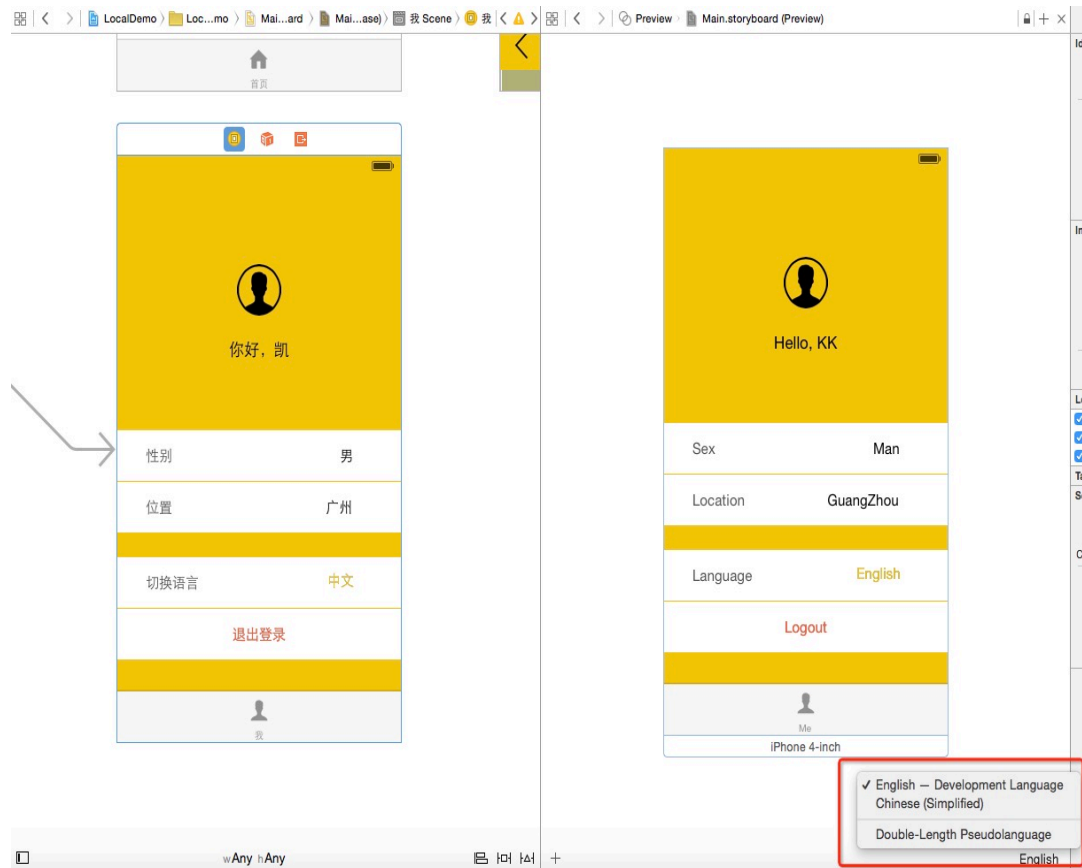 LocalDemo Loc...mo Mai...ard Mai...ase) 我 Scene 我
Preview Main.storyboard (Preview)
首页
你好，凯
性别 男
位置 广州
切换语言 中文
退出登录
我
wAny hAny
Id
In
Hello, KK
Sex Man
Location GuangZhou
Language English
Logout
Me
iPhone 4-inch
✓ English — Development Language
Chinese (Simplified)
Double-Length Pseudolanguage
English